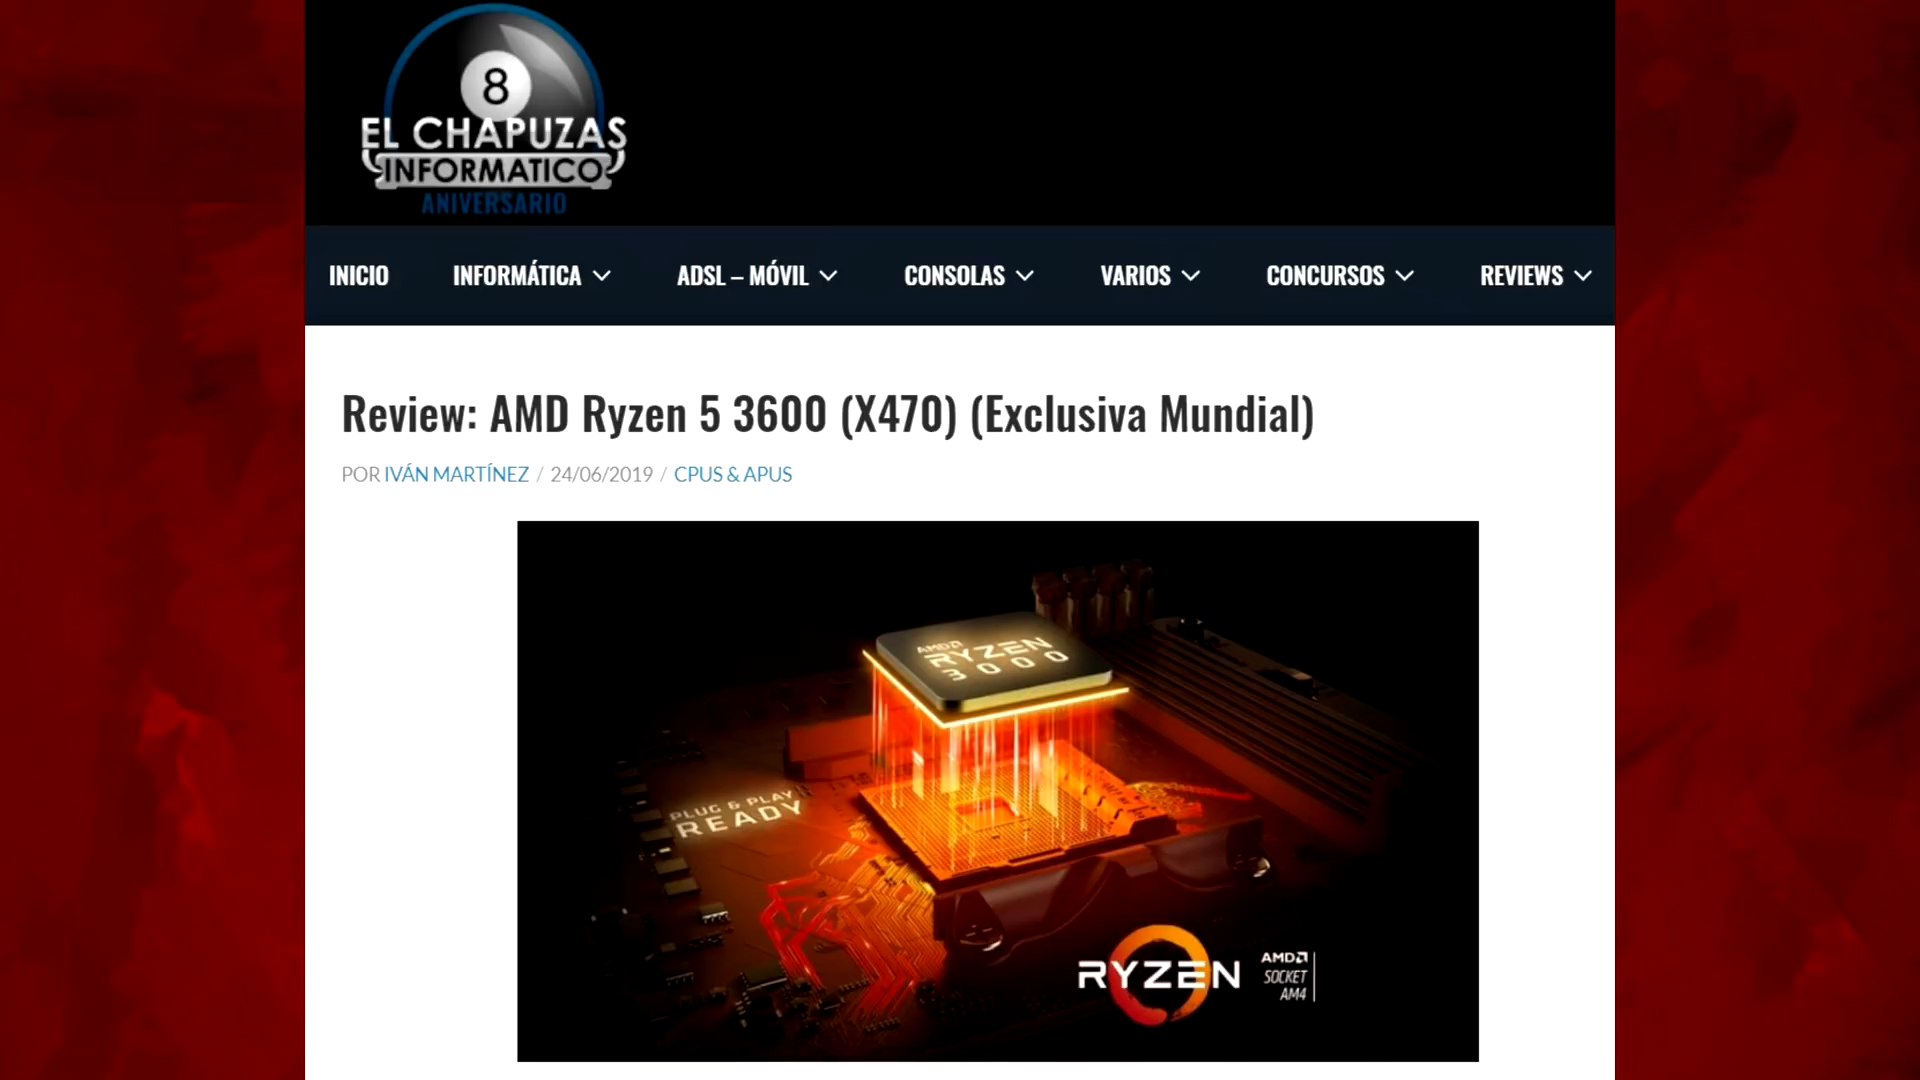 8
EL CHAPUZAS
INFORMATICO
ANIVERSARIO
INICIO INFORMÁTICA ADSL – MÓVIL CONSOLAS VARIOS CONCURSOS REVIEWS
Review: AMD Ryzen 5 3600 (X470) (Exclusiva Mundial)
POR IVÁN MARTÍNEZ / 24/06/2019 / CPUS & APUS
AMD
RYZEN
3000
PLUG & PLAY
READY
RYZEN
AMD
SOCKET
AM4